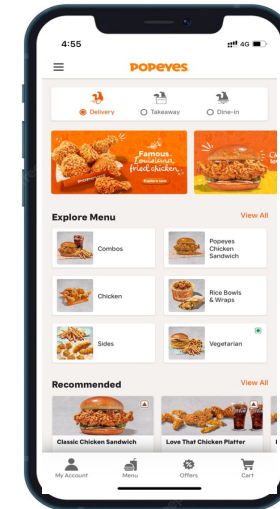 4:55
4G
POPEYES
Delivery
Takeaway
Dine-in
Famous
Louisiana
fried chicken
Explore Menu
View All
Combos
Popeyes
Chicken
Sandwich
Chicken
Rice Bowls
& Wraps
Sides
Vegetarian
Recommended
View All
Classic Chicken Sandwich
Love That Chicken Platter
My Account
Menu
Offers
Cart